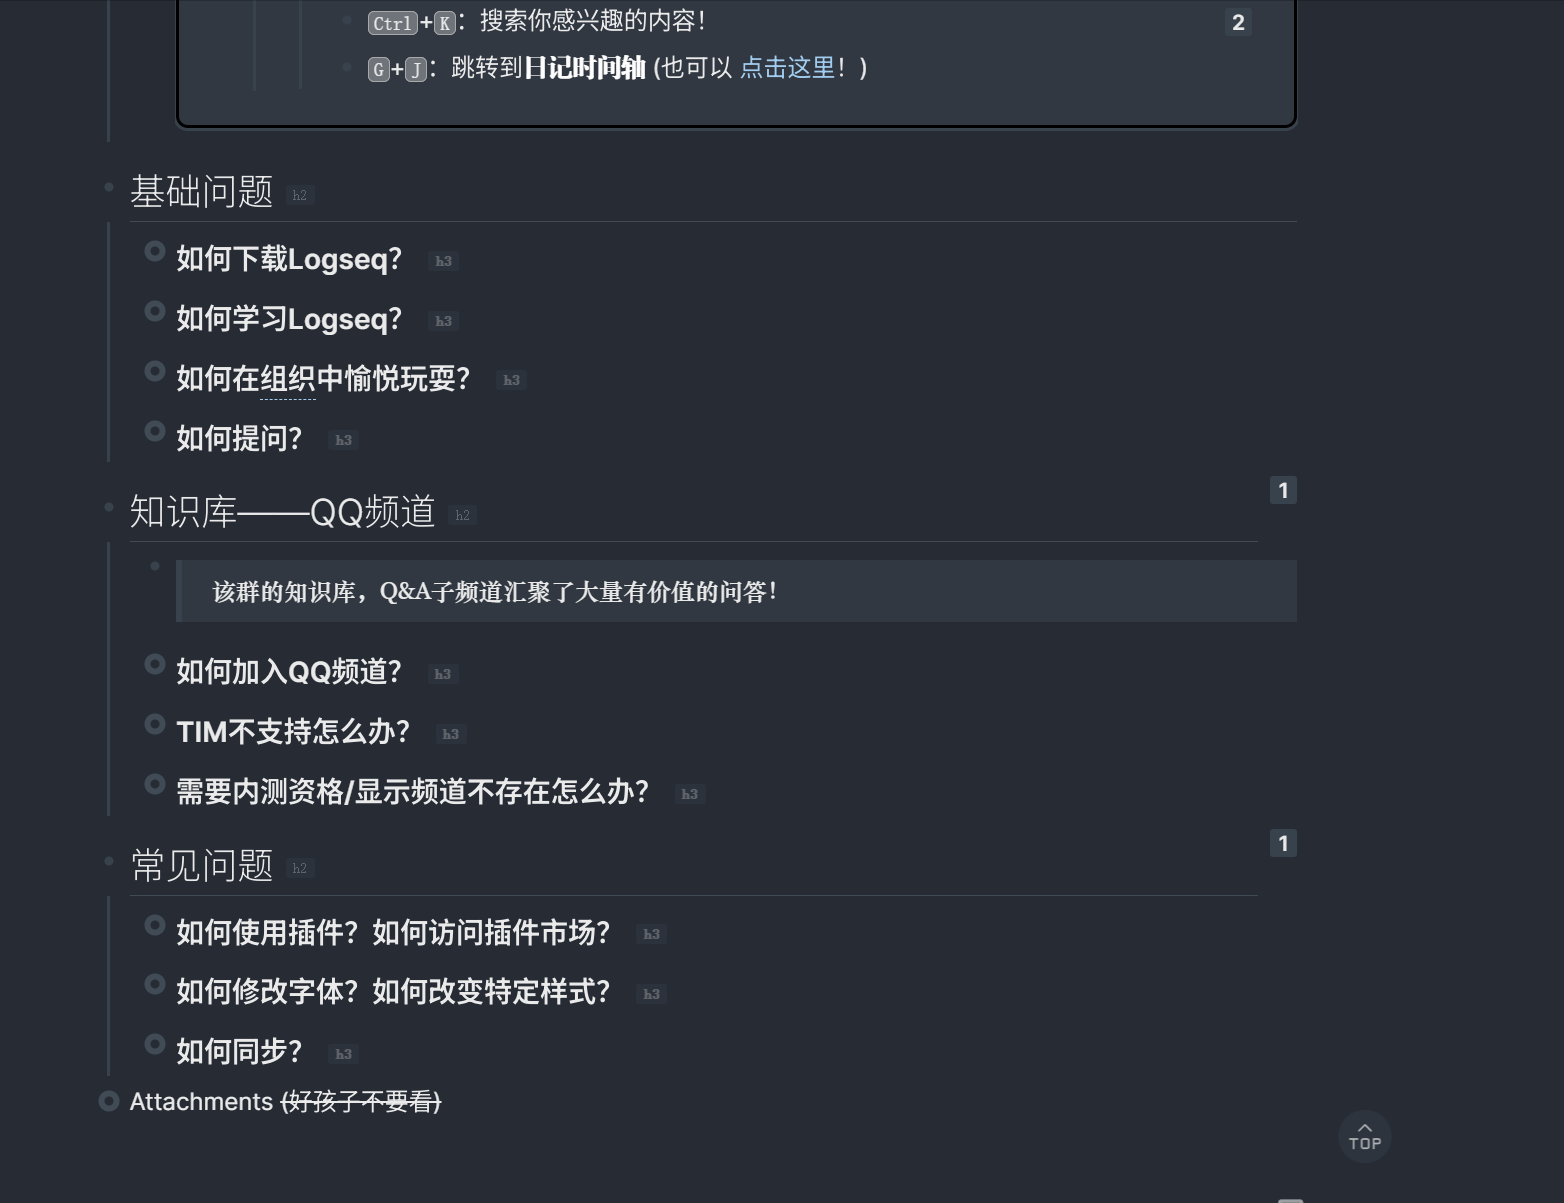 Ctrl+K：搜索你感兴趣的内容！ 2
G+J：跳转到日记时间轴 (也可以 点击这里！)
基础问题 h2
如何下载Logseq？ h3
如何学习Logseq？ h3
如何在组织中愉悦玩耍？ h3
如何提问？ h3
1
知识库——QQ频道 h2
该群的知识库，Q&A子频道汇聚了大量有价值的问答！
如何加入QQ频道？ h3
TIM不支持怎么办？ h3
需要内测资格/显示频道不存在怎么办？ h3
1
常见问题 h2
如何使用插件？如何访问插件市场？ h3
如何修改字体？如何改变特定样式？ h3
如何同步？ h3
Attachments (好孩子不要看)
TOP